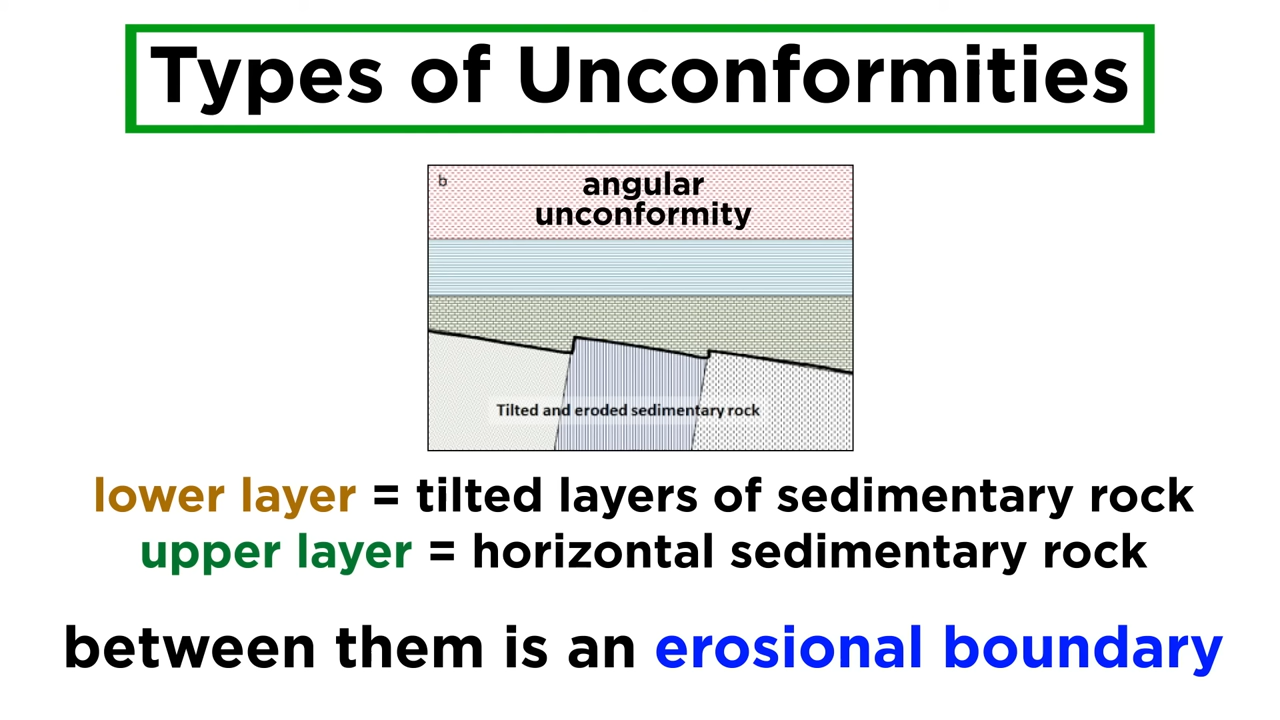 Types of Unconformities
b
angular
unconformity
Tilted and eroded sedimentary rock
lower layer = tilted layers of sedimentary rock
upper layer = horizontal sedimentary rock
between them is an erosional boundary